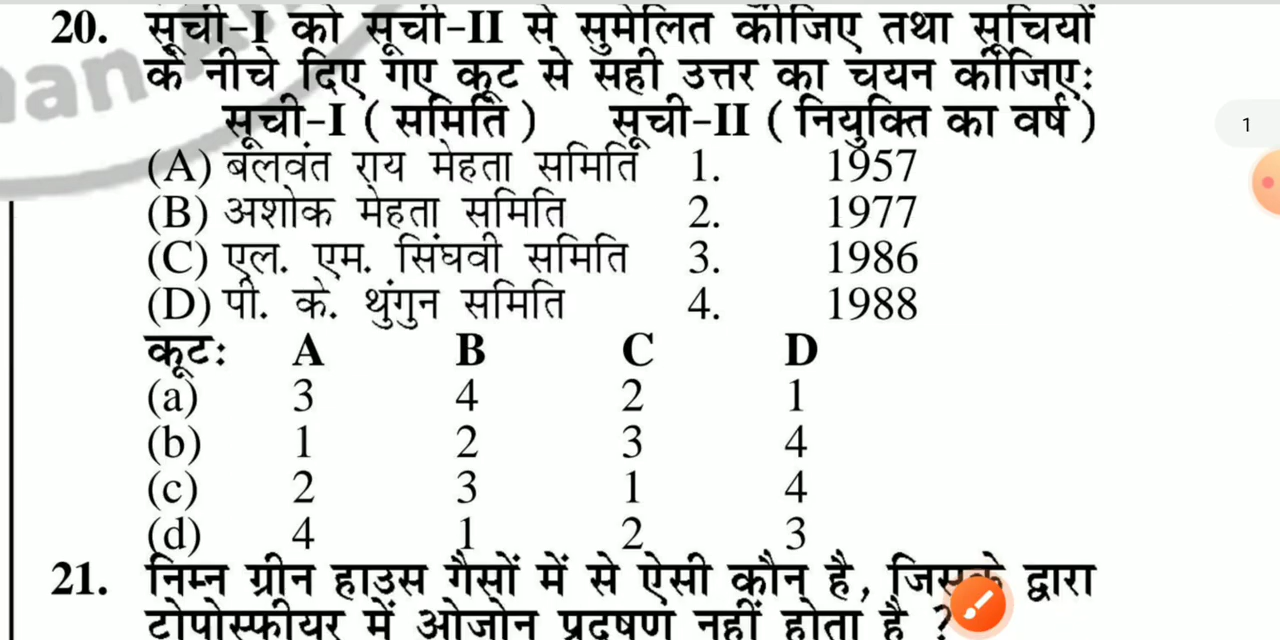 20. सूची-I को सूची-II से सुमेलित कीजिए तथा सूचियों
के नीचे दिए गए कूट से सही उत्तर का चयन कीजिएः
सूची-I ( समिति ) सूची-II ( नियुक्ति का वर्ष )
(A) बलवंत राय मेहता समिति 1. 1957
(B) अशोक मेहता समिति 2. 1977
(C) एल. एम. सिंघवी समिति 3. 1986
(D) पी. के. थुंगुन समिति 4. 1988
कूटः A B C D
(a) 3 4 2 1
(b) 1 2 3 4
(c) 2 3 1 4
(d) 4 1 2 3
21. निम्न ग्रीन हाउस गैसों में से ऐसी कौन है, जिसके द्वारा
टोपोस्फीयर में ओजोन प्रदूषण नहीं होता है ?
1